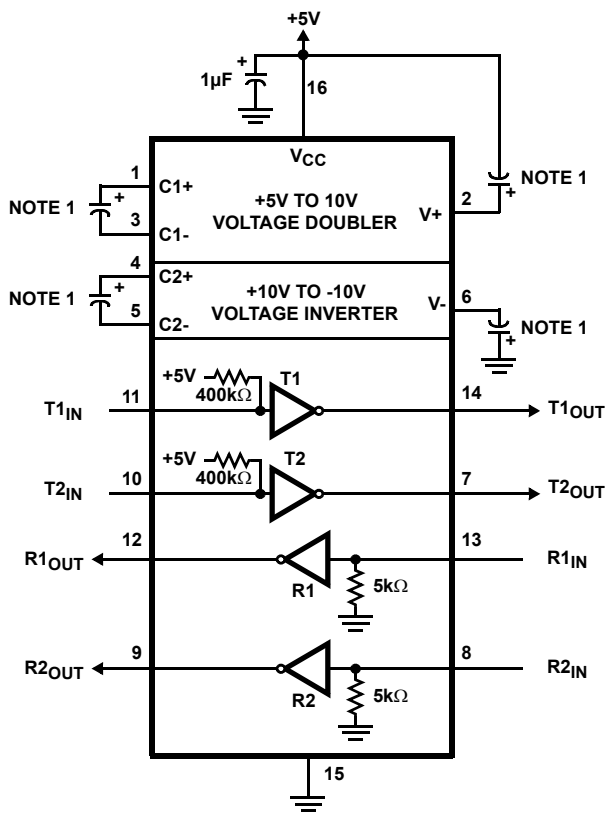 +5V
+
1µF
16
VCC
1
C1+
NOTE 1
+
3
C1-
+5V TO 10V
VOLTAGE DOUBLER
2
V+
NOTE 1
+
4
C2+
NOTE 1
+
5
C2-
+10V TO -10V
VOLTAGE INVERTER
6
V-
NOTE 1
+
+5V
400kΩ
T1
11
T1IN
14
T1OUT
+5V
400kΩ
T2
10
T2IN
7
T2OUT
12
R1OUT
R1
13
R1IN
5kΩ
9
R2OUT
R2
8
R2IN
5kΩ
15